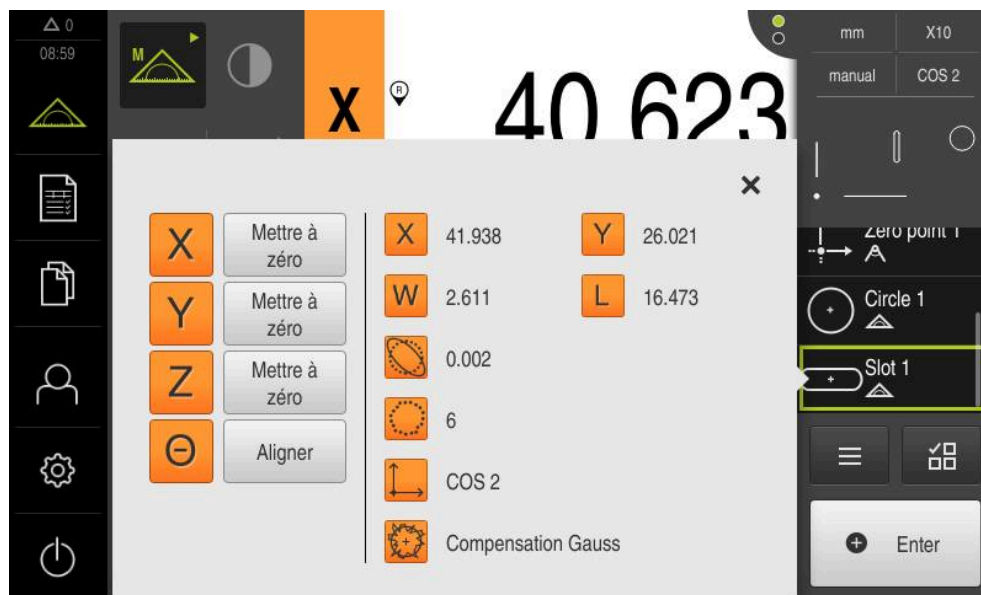 0
08:59
M
X
R
40.623
mm
X10
manual
COS 2
X
Mettre à
zéro
Y
Mettre à
zéro
Z
Mettre à
zéro
Θ
Aligner
X
41.938
Y
26.021
W
2.611
L
16.473
0.002
6
COS 2
Compensation Gauss
Zero point 1
Circle 1
Slot 1
Enter